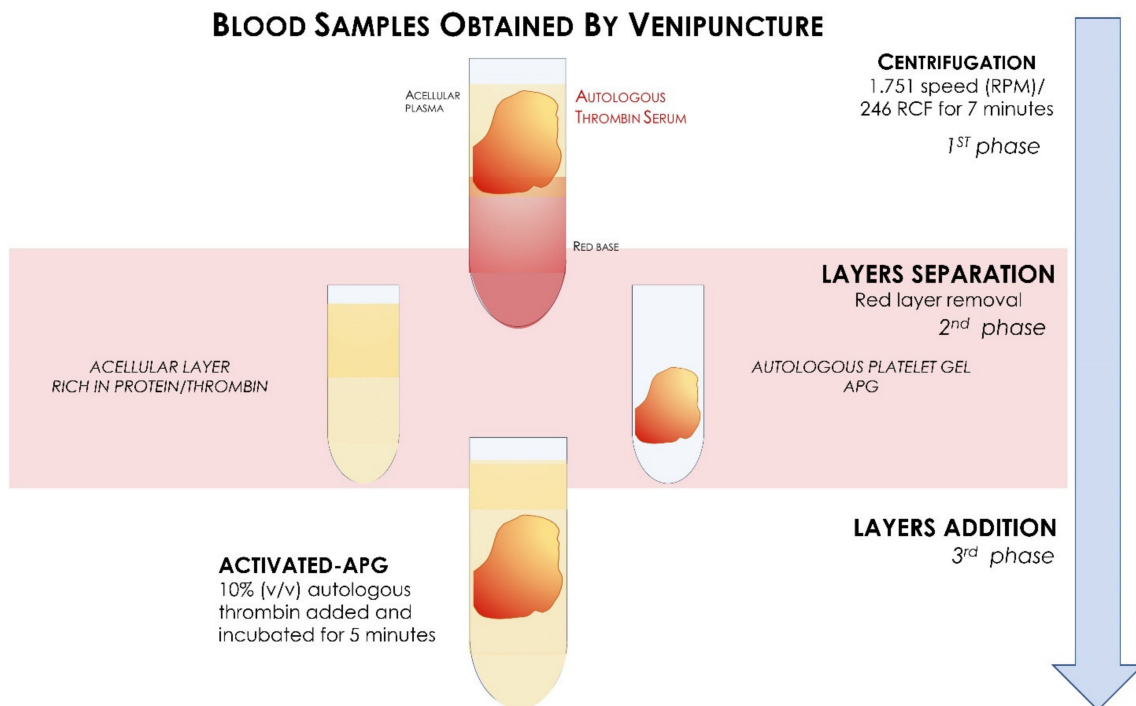 BLOOD SAMPLES OBTAINED BY VENIPUNCTURE
CENTRIFUGATION
1.751 speed (RPM)/
246 RCF for 7 minutes
1ST phase
ACELLULAR
PLASMA
AUTOLOGOUS
THROMBIN SERUM
RED BASE
LAYERS SEPARATION
Red layer removal
2nd phase
ACELLULAR LAYER
RICH IN PROTEIN/THROMBIN
AUTOLOGOUS PLATELET GEL
APG
LAYERS ADDITION
3rd phase
ACTIVATED-APG
10% (v/v) autologous
thrombin added and
incubated for 5 minutes